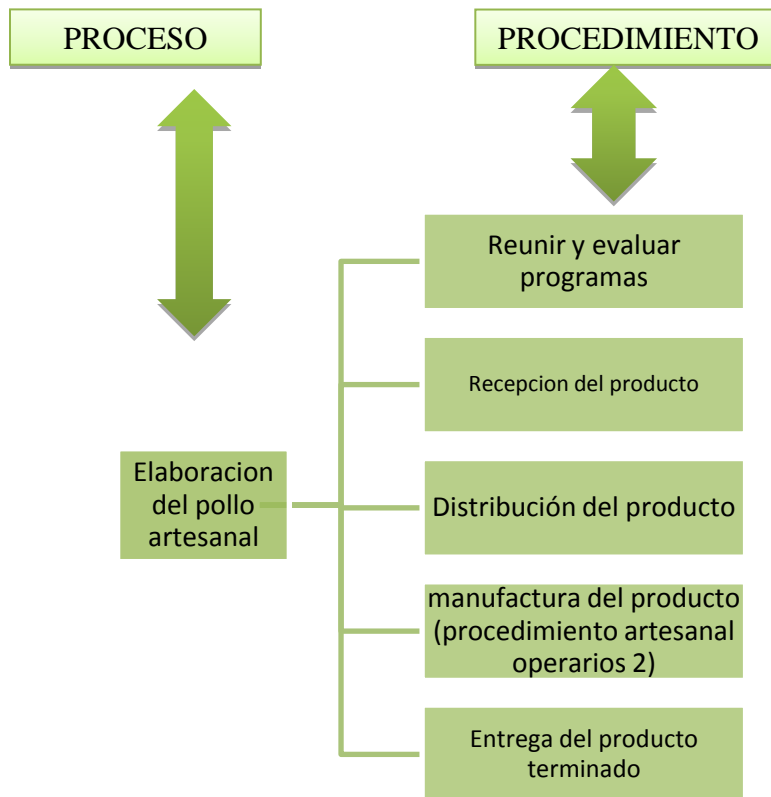 PROCESO
PROCEDIMIENTO
Reunir y evaluar
programas
Recepcion del producto
Elaboracion
del pollo
artesanal
Distribución del producto
manufactura del producto
(procedimiento artesanal
operarios 2)
Entrega del producto
terminado